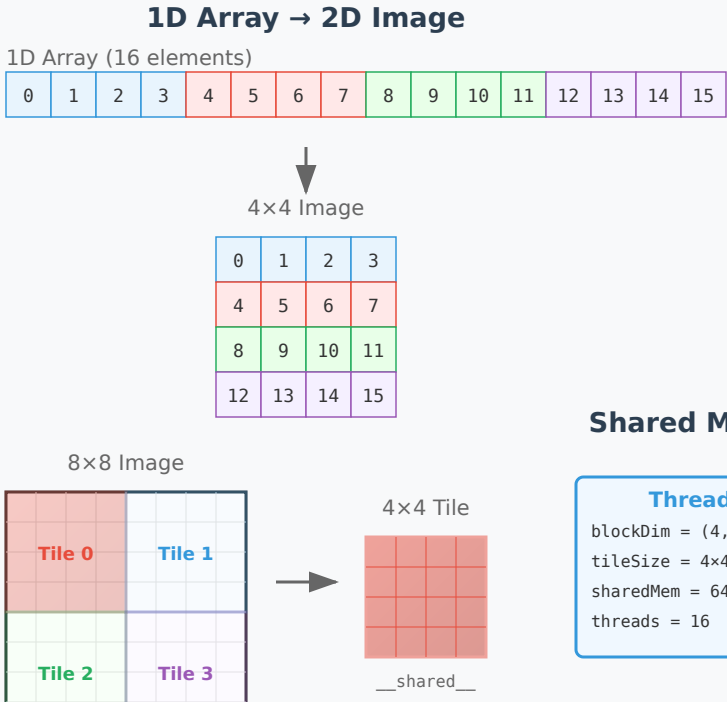 1D Array → 2D Image
1D Array (16 elements)
0 1 2 3 4 5 6 7 8 9 10 11 12 13 14 15
4×4 Image
0 1 2 3
4 5 6 7
8 9 10 11
12 13 14 15
8×8 Image
Tile 0 Tile 1
Tile 2 Tile 3
4×4 Tile
__shared__
Shared M
Thread
blockDim = (4,
tileSize = 4×4
sharedMem = 64
threads = 16